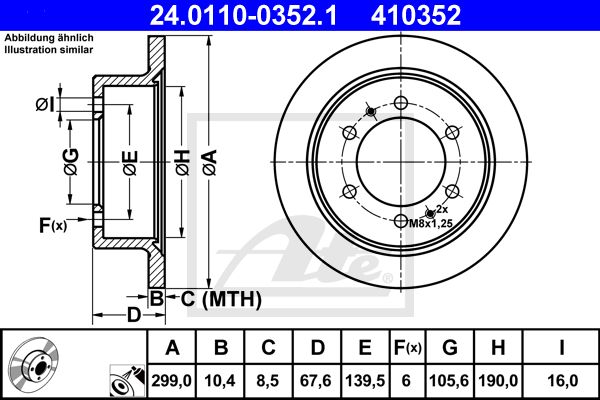 24.0110-0352.1 410352
Abbildung ähnlich
Illustration similar
ØI
ØG
ØE
ØH
ØA
F(x)
2x
M8x1,25
B
C (MTH)
D
Ate
®
A B C D E F(x) G H I
299,0 10,4 8,5 67,6 139,5 6 105,6 190,0 16,0